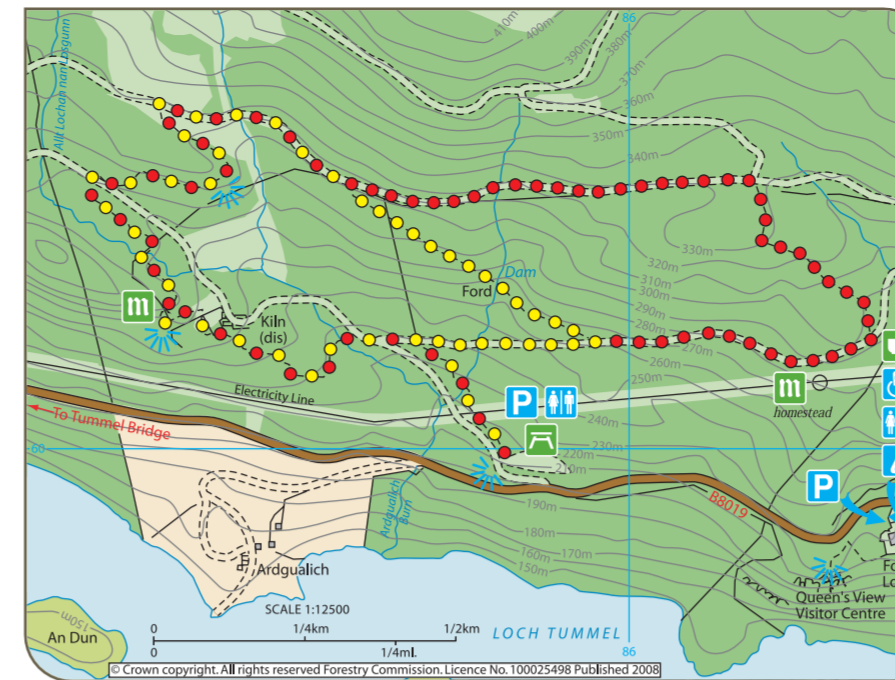 86
410m
400m
390m
380m
370m
360m
350m
340m
Allt Lochan nan Losgunn
330m
320m
310m
300m
290m
280m
270m
260m
250m
240m
230m
220m
210m
Dam
Ford
m
Kiln
(dis)
Electricity Line
m
homestead
P
To Tummel Bridge
60
B8019
P
190m
180m
170m
160m
150m
Ardgualich
Burn
Ardgualich
Queen's View
Visitor Centre
Fo
Lo
An Dun
150m
SCALE 1:12500
0 1/4km 1/2km
0 1/4ml.
LOCH TUMMEL
86
© Crown copyright. All rights reserved Forestry Commission. Licence No. 100025498 Published 2008